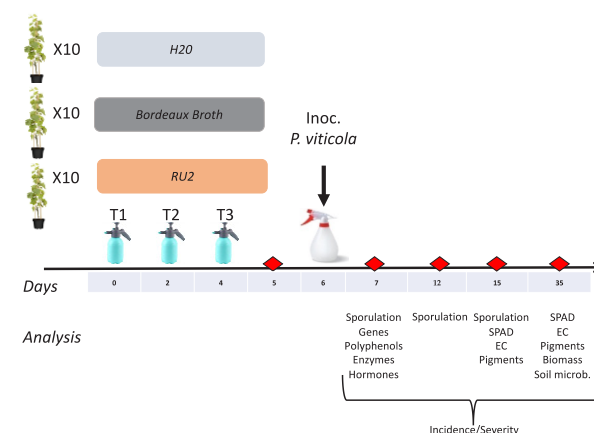 X10 H20
X10 Bordeaux Broth
Inoc.
P. viticola
X10 RU2
T1 T2 T3
Days 0 2 4 5 6 7 12 15 35
Analysis
Sporulation
Genes
Polyphenols
Enzymes
Hormones
Sporulation
Sporulation
SPAD
EC
Pigments
SPAD
EC
Pigments
Biomass
Soil microb.
Incidence/Severity